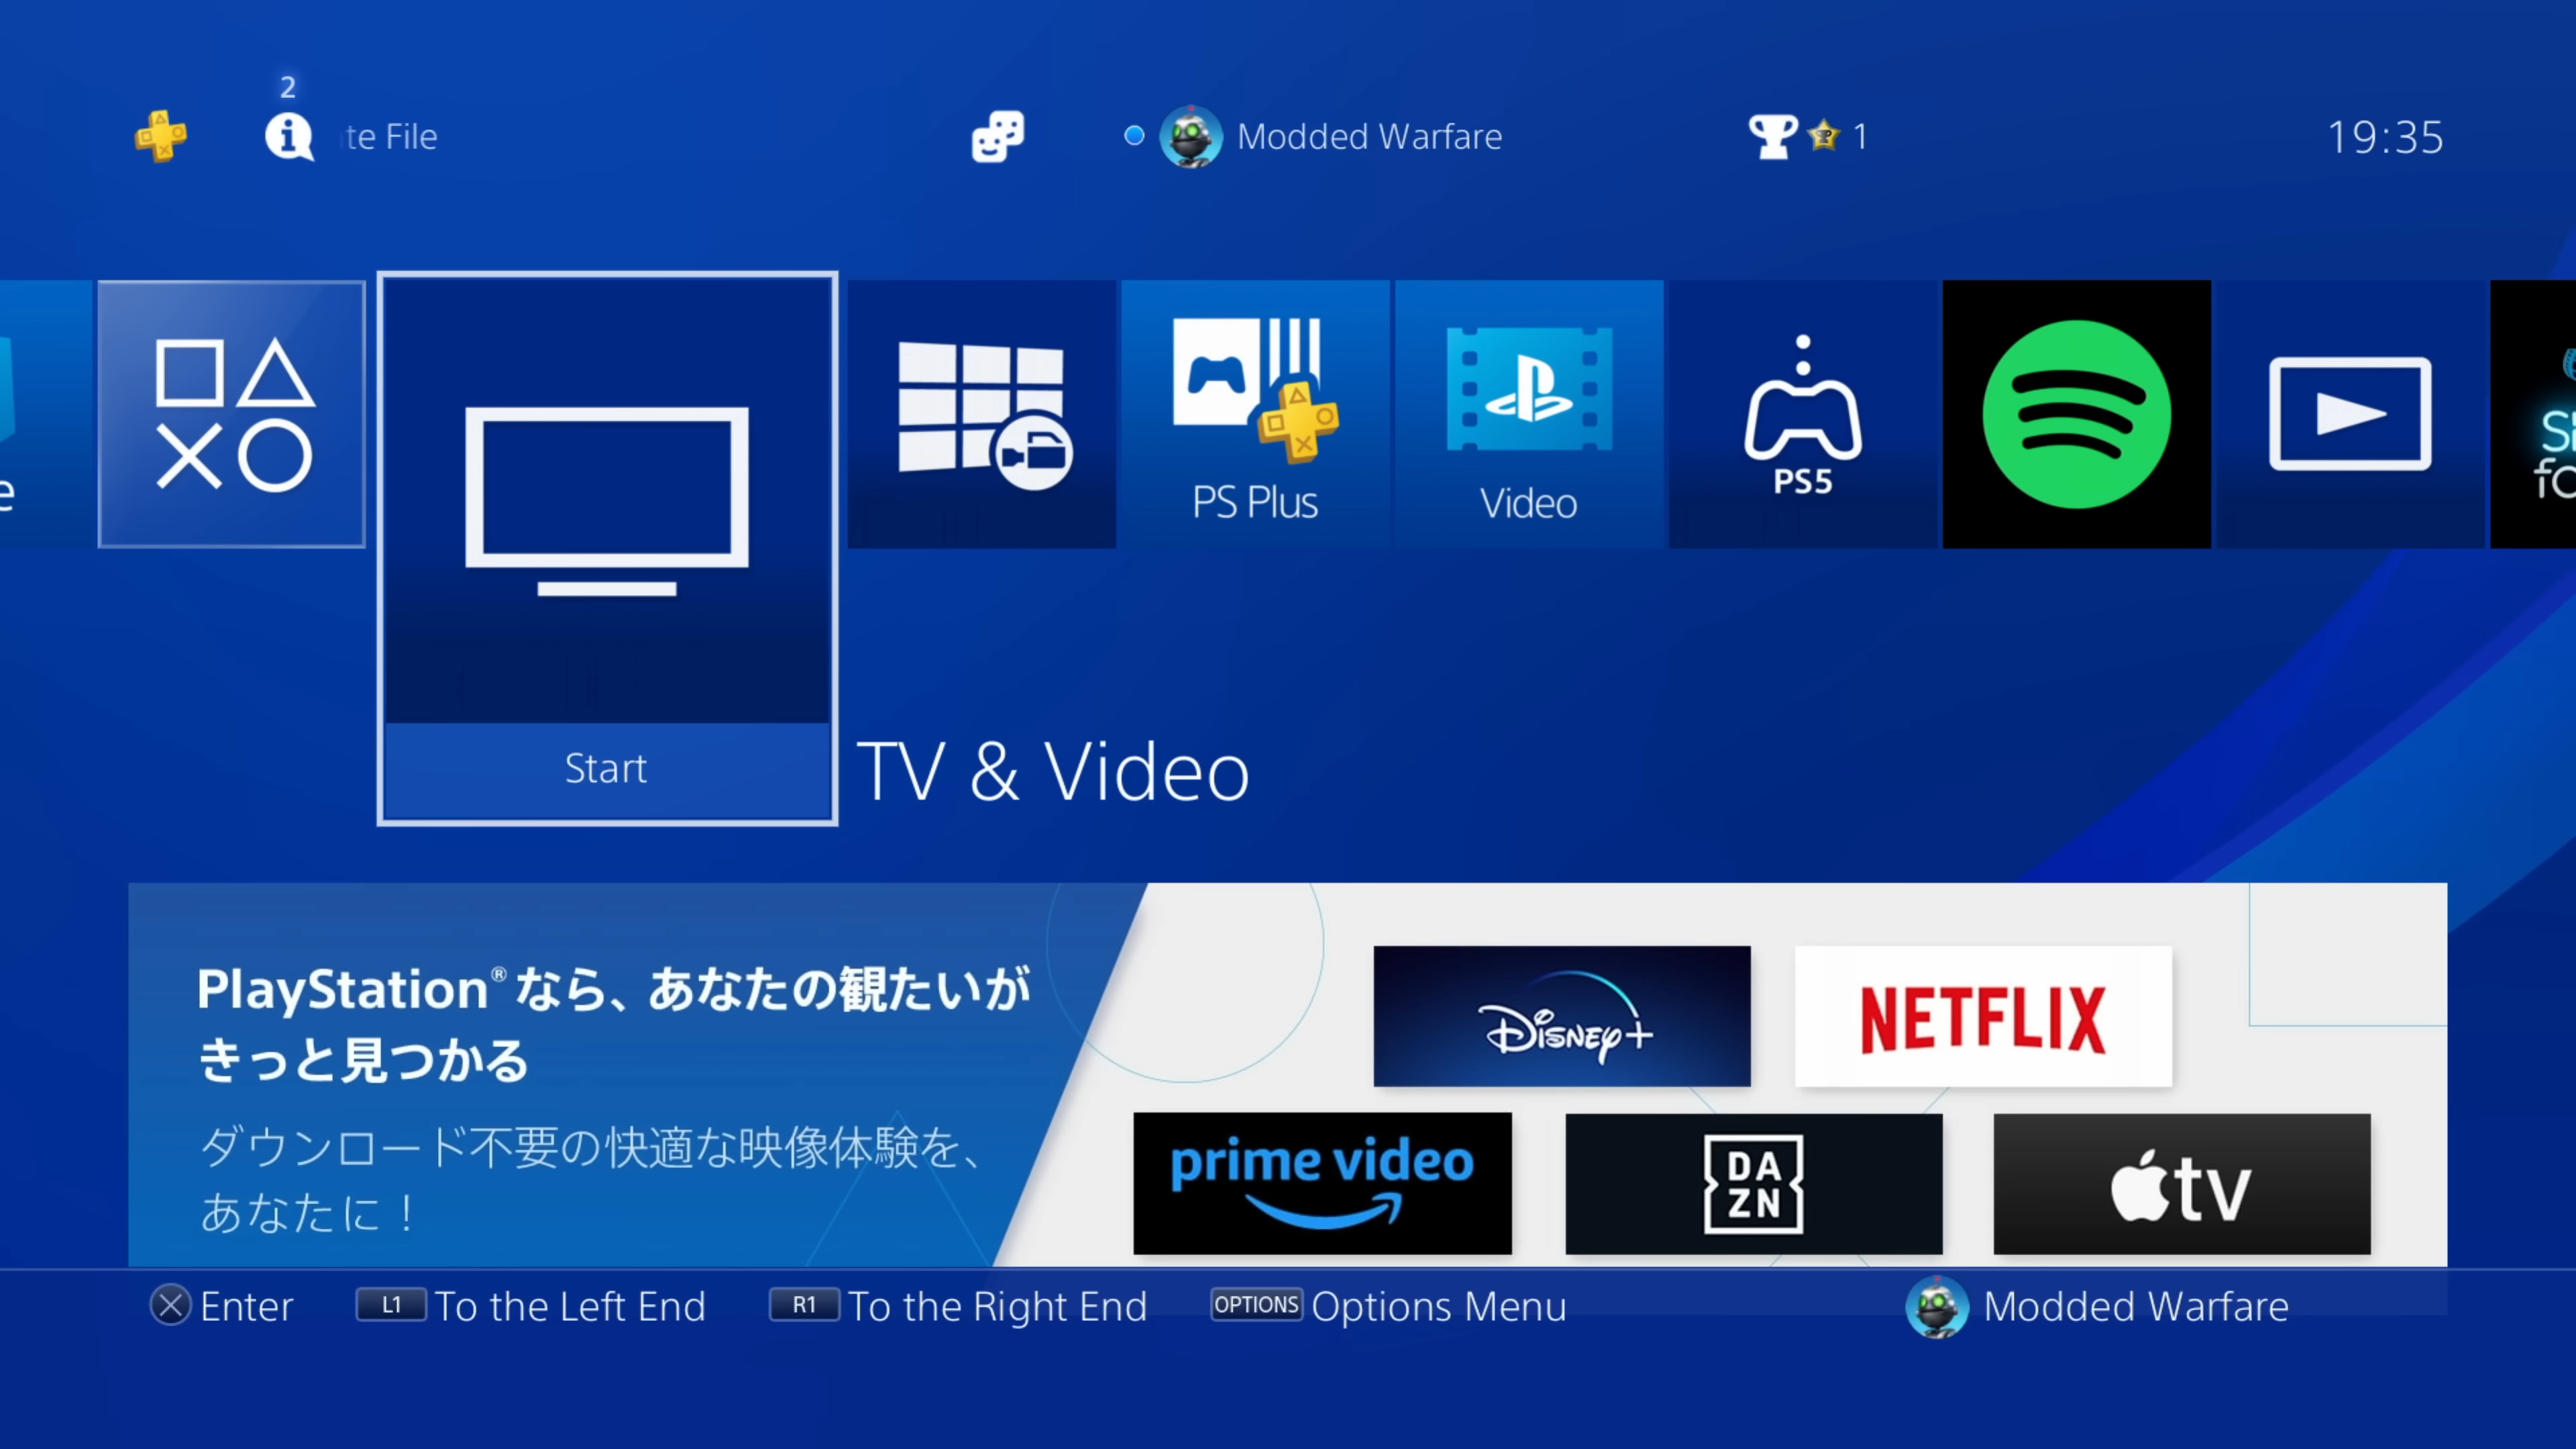 2
te File
Modded Warfare
1
19:35
e
PS Plus
Video
PS5
Start
TV & Video
PlayStation®なら、あなたの観たいが
きっと見つかる
ダウンロード不要の快適な映像体験を、
あなたに！
Disney+
NETFLIX
prime video
DA
ZN
tv
Enter
L1 To the Left End
R1 To the Right End
OPTIONS Options Menu
Modded Warfare